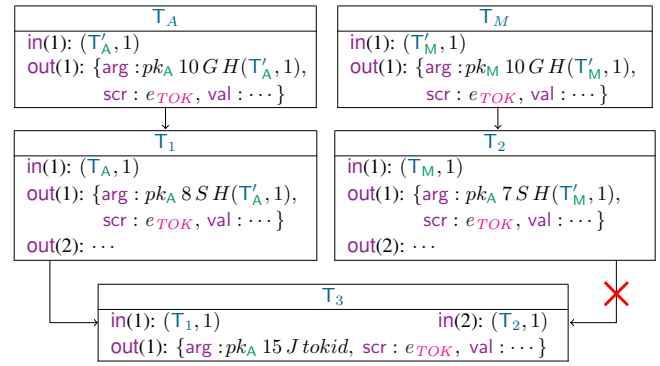 T_A
in(1): (T'_A, 1)
out(1): {arg : pk_A 10 G H(T'_A, 1),
scr : e_TOK, val : ··· }
T_M
in(1): (T'_M, 1)
out(1): {arg : pk_M 10 G H(T'_M, 1),
scr : e_TOK, val : ··· }
T_1
in(1): (T_A, 1)
out(1): {arg : pk_A 8 S H(T'_A, 1),
scr : e_TOK, val : ··· }
out(2): ···
T_2
in(1): (T_M, 1)
out(1): {arg : pk_A 7 S H(T'_M, 1),
scr : e_TOK, val : ··· }
out(2): ···
T_3
in(1): (T_1, 1) in(2): (T_2, 1)
out(1): {arg : pk_A 15 J tokid, scr : e_TOK, val : ··· }